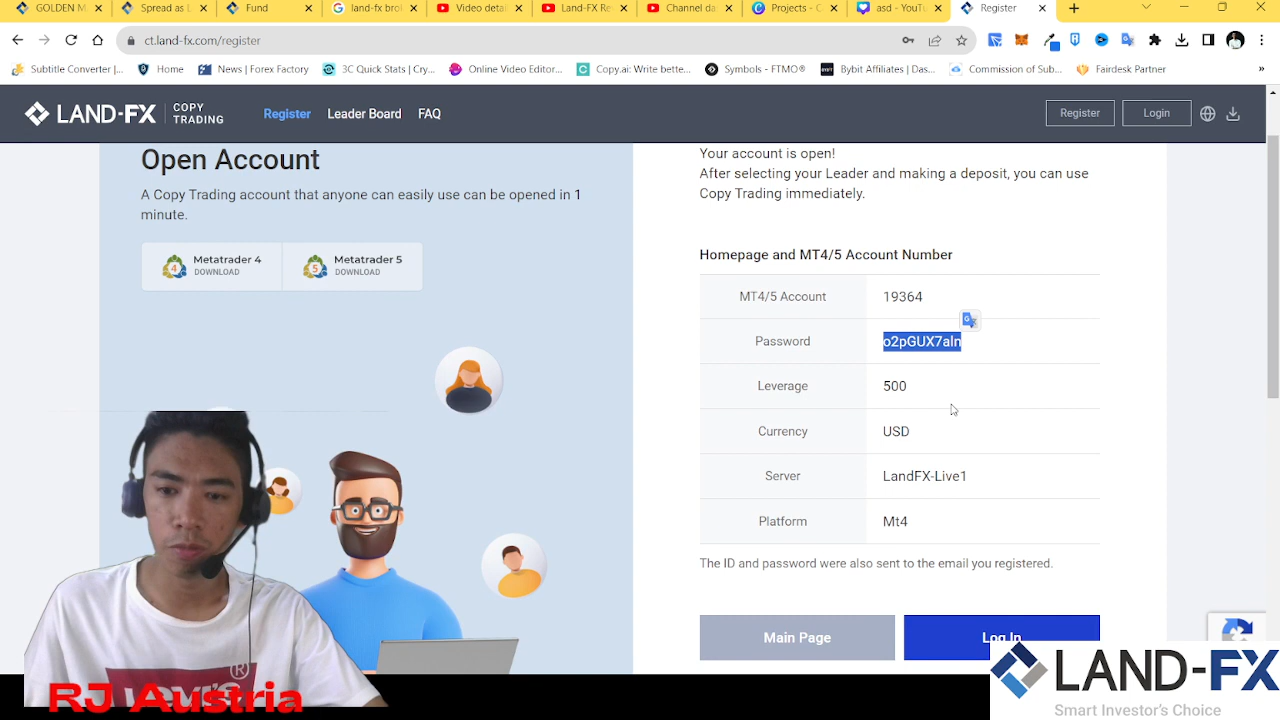 GOLDEN M
Spread as L
Fund
land-fx bro
Video detai
Land-FX Re
Channel da
Projects - C
asd - YouTu
Register
ct.land-fx.com/register
Subtitle Converter |...
Home
News | Forex Factory
3C Quick Stats | Cry...
Online Video Editor...
Copy.ai: Write bette...
Symbols - FTMO®
Bybit Affiliates | Das...
Commission of Sub...
Fairdesk Partner
»
LAND-FX
COPY
TRADING
Register
Leader Board
FAQ
Register
Login
Open Account
A Copy Trading account that anyone can easily use can be opened in 1
minute.
Metatrader 4
DOWNLOAD
Metatrader 5
DOWNLOAD
Your account is open!
After selecting your Leader and making a deposit, you can use
Copy Trading immediately.
Homepage and MT4/5 Account Number
MT4/5 Account 19364
Password o2pGUX7aln
Leverage 500
Currency USD
Server LandFX-Live1
Platform Mt4
The ID and password were also sent to the email you registered.
Main Page
Log In
Levi's®
RJ Austria
LAND-FX
Smart Investor's Choice